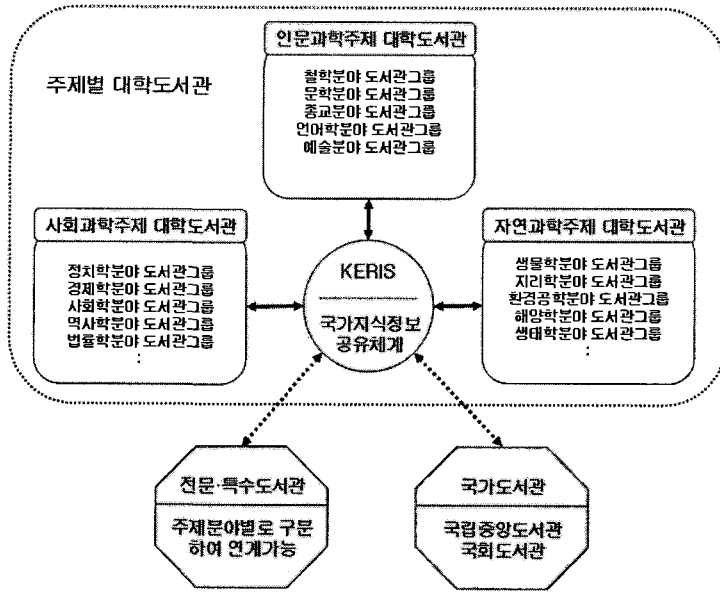 인문과학주제 대학도서관
주제별 대학도서관
철학분야 도서관그룹
문학분야 도서관그룹
종교분야 도서관그룹
언어학분야 도서관그룹
예술분야 도서관그룹
사회과학주제 대학도서관
정치학분야 도서관그룹
경제학분야 도서관그룹
사회학분야 도서관그룹
역사학분야 도서관그룹
법률학분야 도서관그룹
:
KERIS
국가지식정보
공유체계
자연과학주제 대학도서관
생물학분야 도서관그룹
지리학분야 도서관그룹
환경공학분야 도서관그룹
해양학분야 도서관그룹
생태학분야 도서관그룹
:
전문·특수도서관
주제분야별로 구분
하여 연계가능
국가도서관
국립중앙도서관
국회도서관